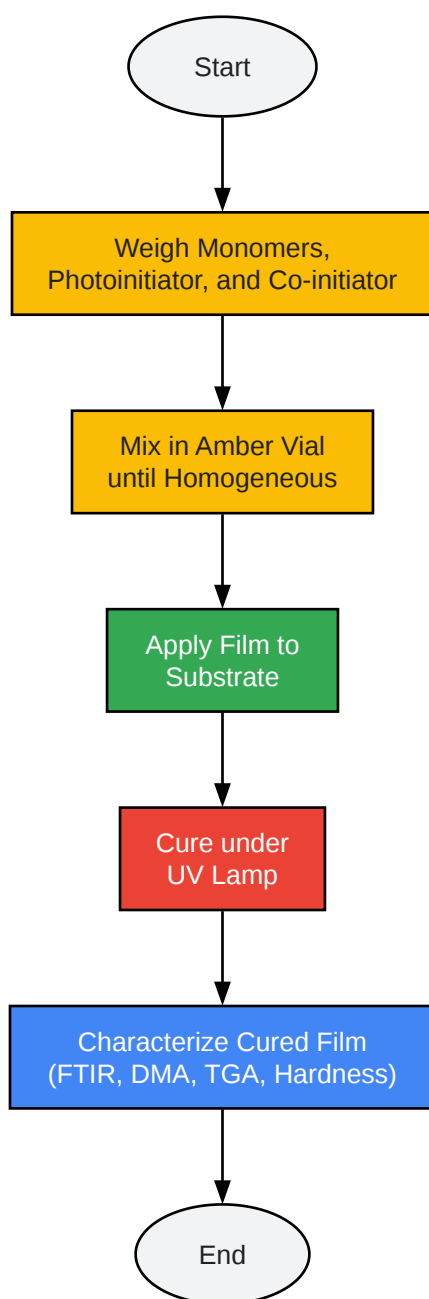 Start
Weigh Monomers,
Photoinitiator, and Co-initiator
Mix in Amber Vial
until Homogeneous
Apply Film to
Substrate
Cure under
UV Lamp
Characterize Cured Film
(FTIR, DMA, TGA, Hardness)
End